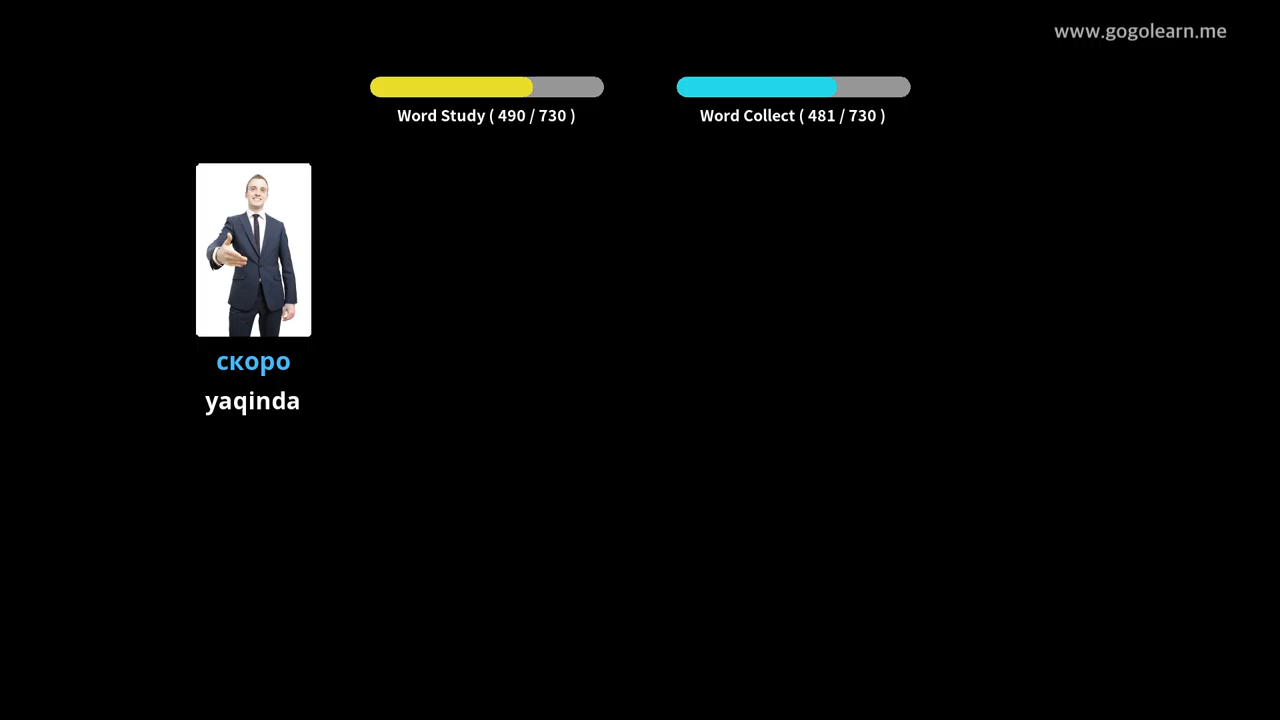 www.gogolearn.me
Word Study ( 490 / 730 )
Word Collect ( 481 / 730 )
скоро
yaqinda